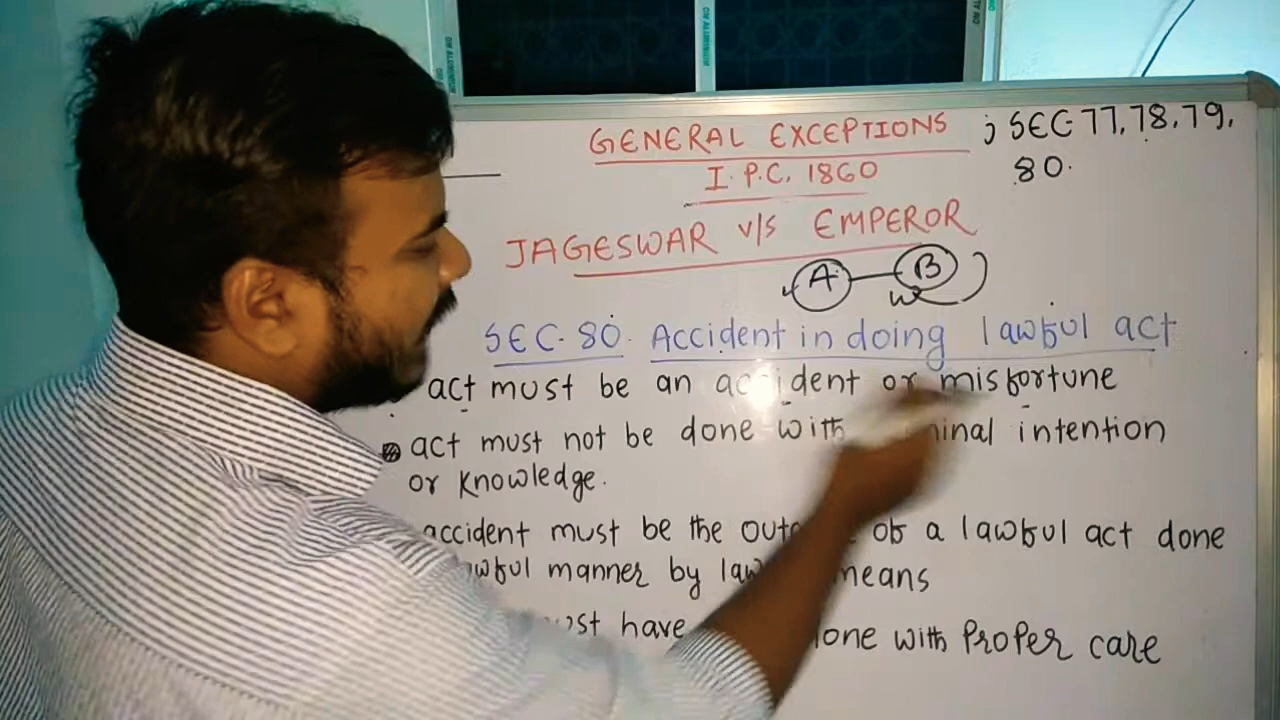 GENERAL EXCEPTIONS ; SEC-77,78,79,
80.
I.P.C, 1860
JAGESWAR v/s EMPEROR
A B
W
SEC-80. Accident in doing lawful act
act must be an accident or misfortune
act must not be done with intention
or knowledge.
accident must be the of a lawful act done
manner by means
have with Proper care